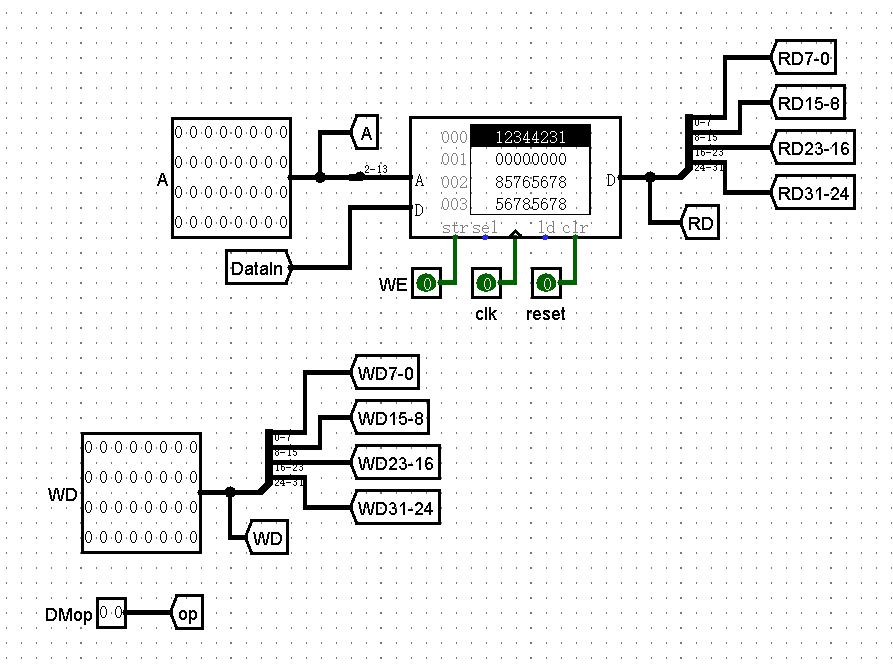 RD7-0
RD15-8
RD23-16
RD31-24
0-7
8-15
16-23
24-31
A
0 0 0 0 0 0 0 0
0 0 0 0 0 0 0 0
0 0 0 0 0 0 0 0
0 0 0 0 0 0 0 0
A
2-13
A
D
000 12344231
001 00000000
002 85765678
003 56785678
D
str sel ld clr
RD
DataIn
WE 0
0
0
clk
reset
WD7-0
WD15-8
WD23-16
WD31-24
0-7
8-15
16-23
24-31
WD
0 0 0 0 0 0 0 0
0 0 0 0 0 0 0 0
0 0 0 0 0 0 0 0
0 0 0 0 0 0 0 0
WD
DMop 0 0 op